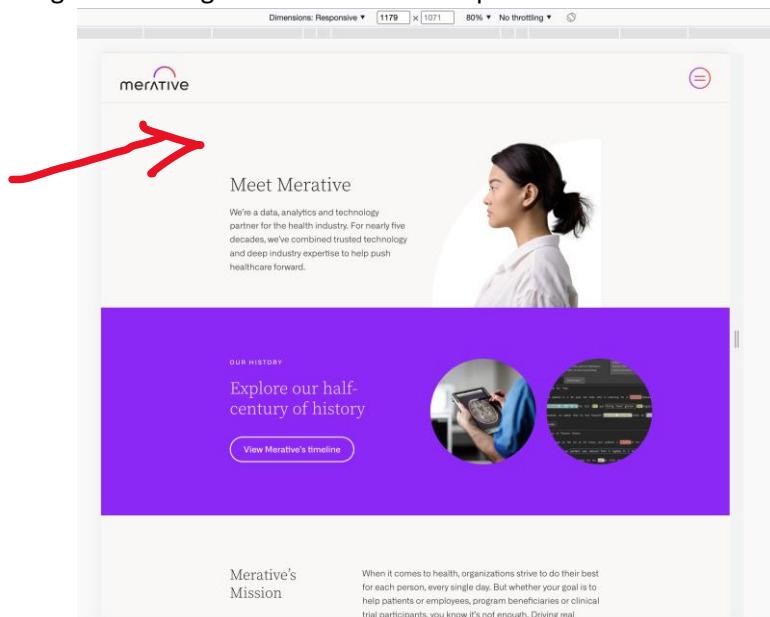 Dimensions: Responsive ▼ 1179 × 1071 80% ▼ No throttling ▼
merative
Meet Merative
We're a data, analytics and technology
partner for the health industry. For nearly five
decades, we've combined trusted technology
and deep industry expertise to help push
healthcare forward.
OUR HISTORY
Explore our half-
century of history
View Merative's timeline
Merative's
Mission
When it comes to health, organizations strive to do their best
for each person, every single day. But whether your goal is to
help patients or employees, program beneficiaries or clinical
trial participants, you know it's not enough. Driving real